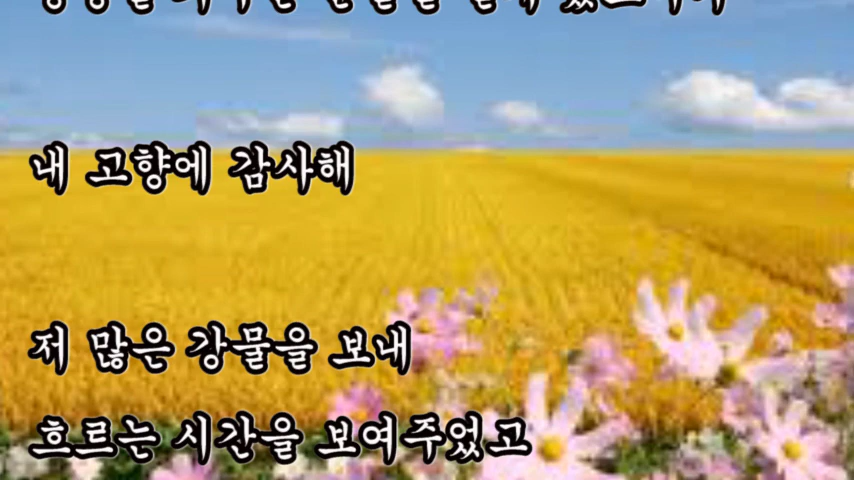 내 고향에 감사해
저 많은 강물을 보내
흐르는 시간을 보여주었고